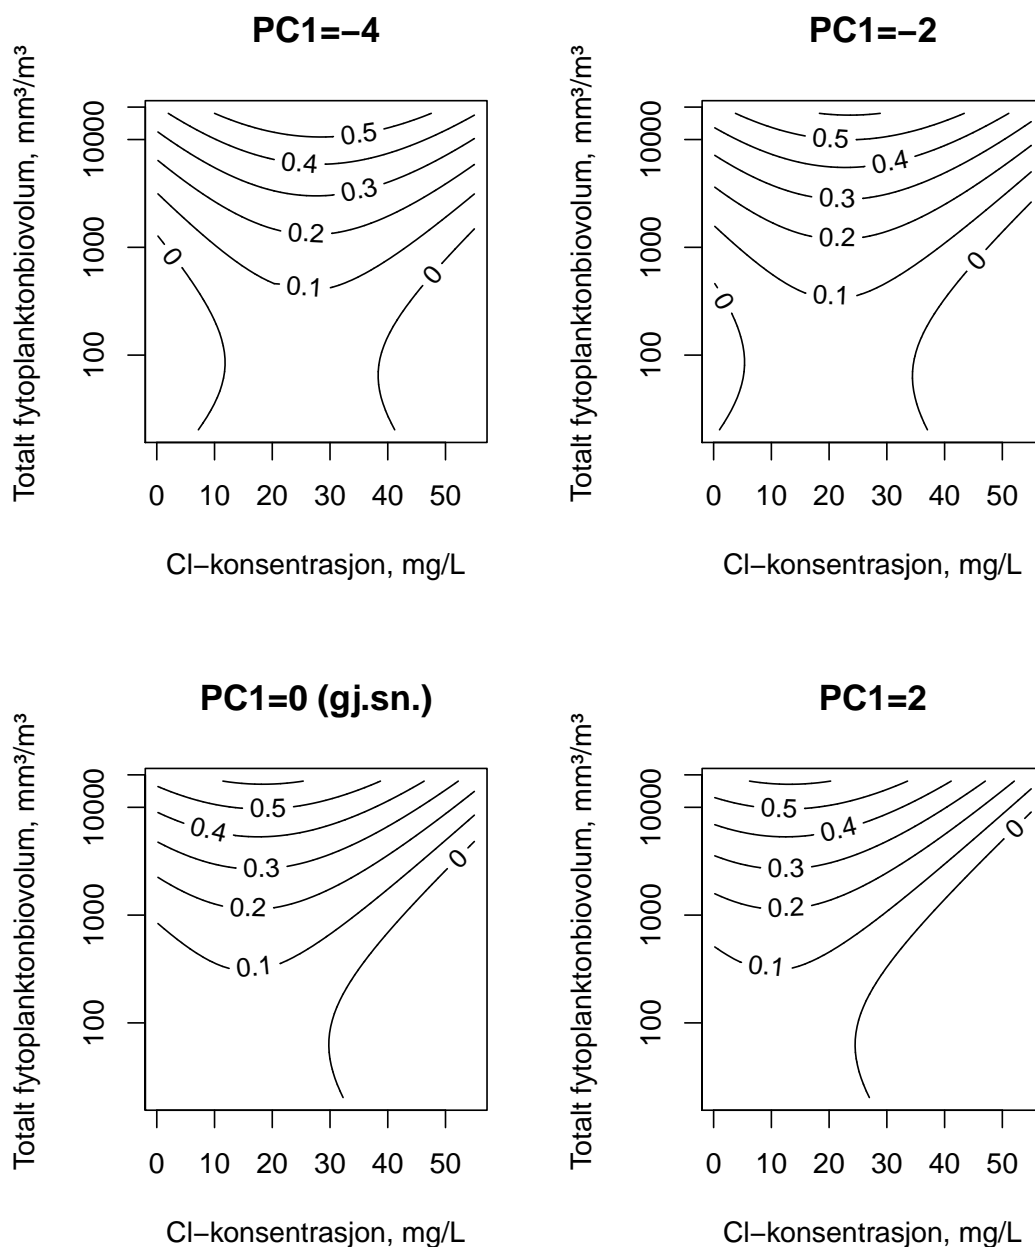 PC1=−4
Totalt fytoplanktonbiovolum, mm³/m³
10000
1000
100
0.5
0.4
0.3
0.2
0.1
0
0
0 10 20 30 40 50
Cl−konsentrasjon, mg/L
PC1=−2
Totalt fytoplanktonbiovolum, mm³/m³
10000
1000
100
0.5
0.4
0.3
0.2
0.1
0
0
0 10 20 30 40 50
Cl−konsentrasjon, mg/L
PC1=0 (gj.sn.)
Totalt fytoplanktonbiovolum, mm³/m³
10000
1000
100
0.5
0.4
0.3
0.2
0.1
0
0 10 20 30 40 50
Cl−konsentrasjon, mg/L
PC1=2
Totalt fytoplanktonbiovolum, mm³/m³
10000
1000
100
0.5
0.4
0.3
0.2
0.1
0
0 10 20 30 40 50
Cl−konsentrasjon, mg/L